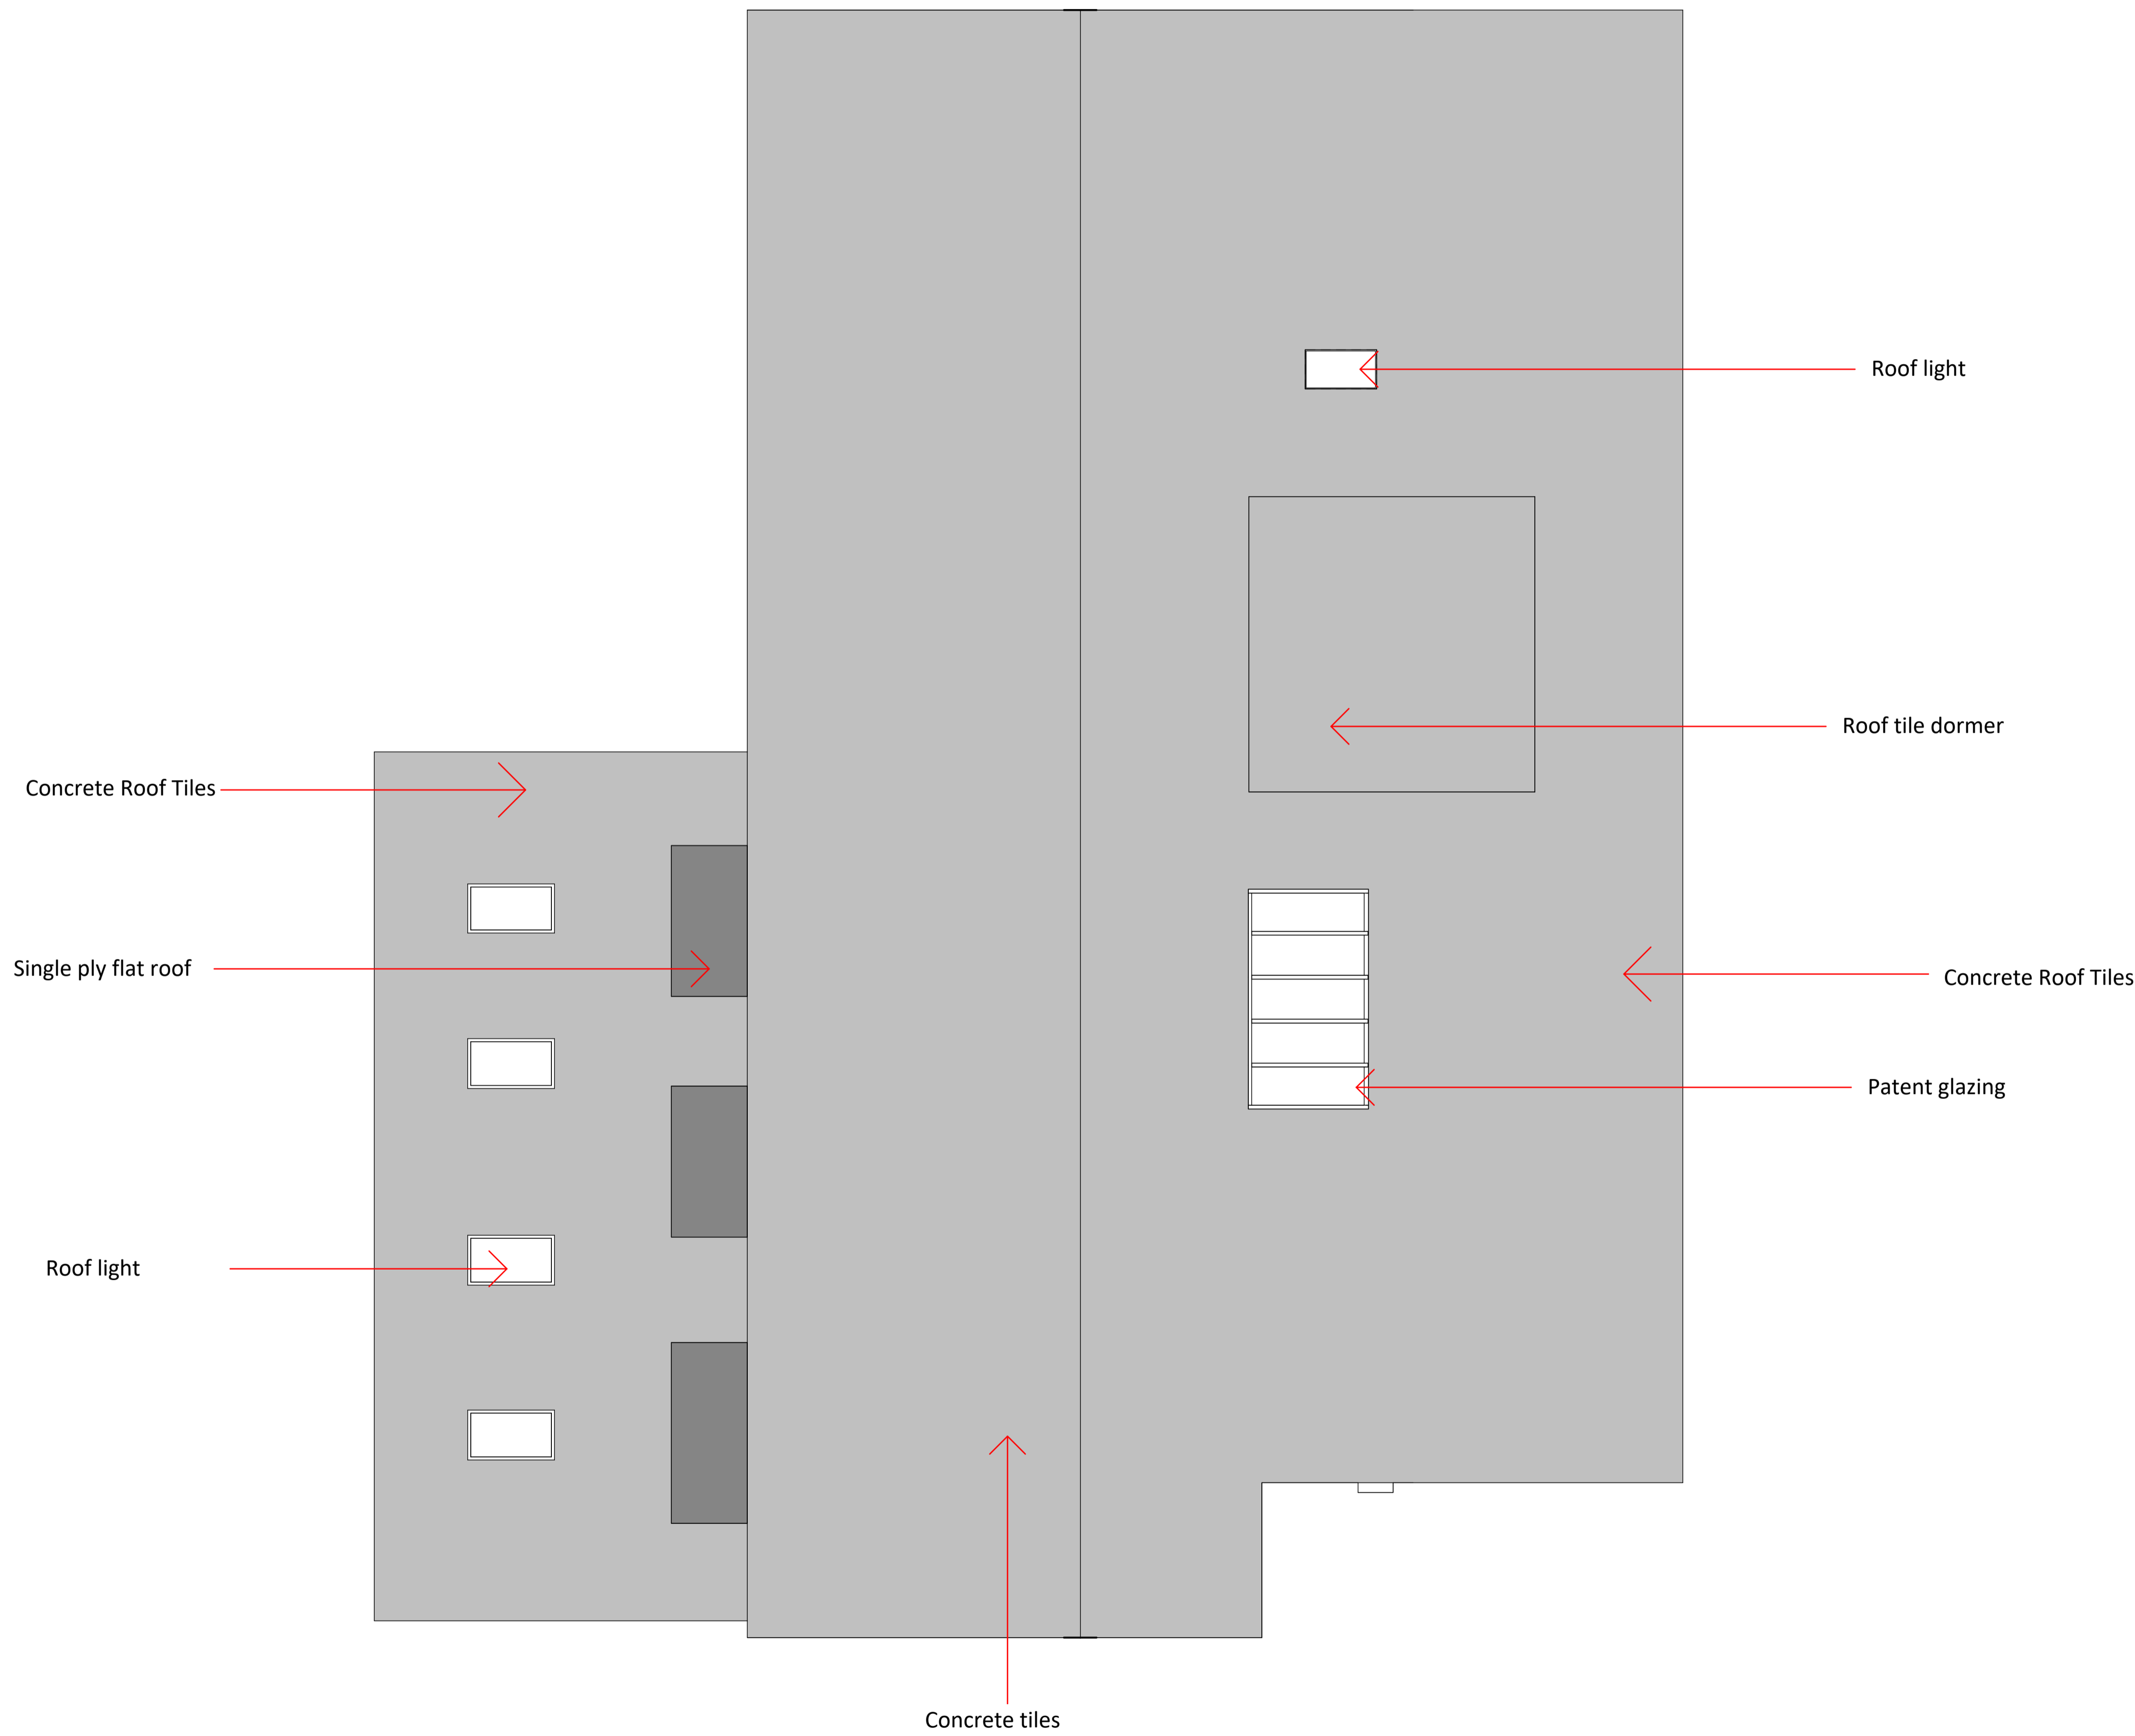 Roof light
Roof tile dormer
Concrete Roof Tiles
Single ply flat roof
Concrete Roof Tiles
Patent glazing
Roof light
Concrete tiles